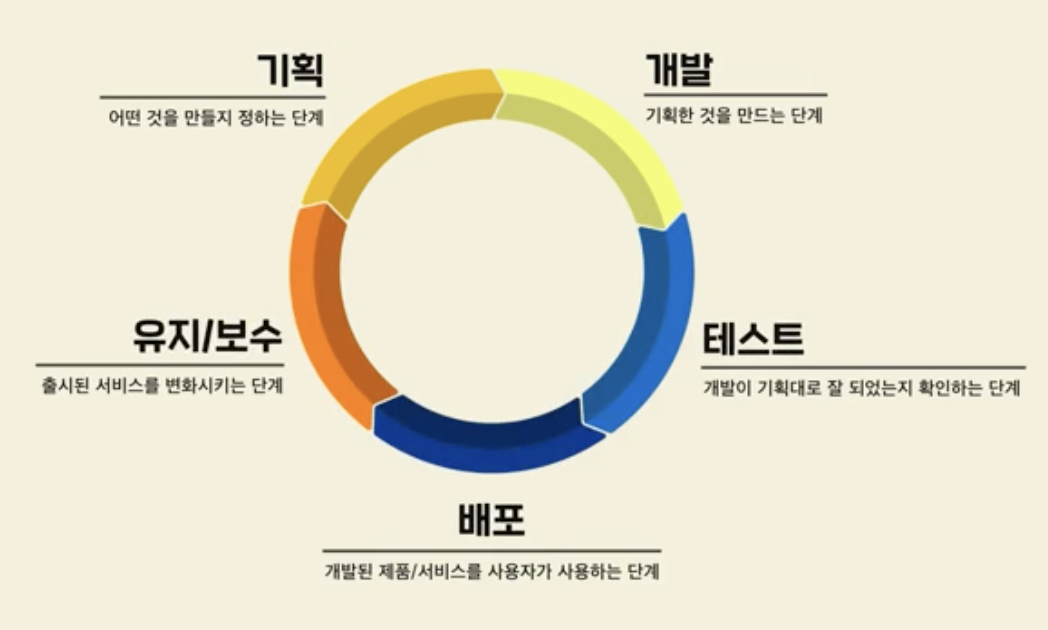 기획
어떤 것을 만들지 정하는 단계
개발
기획한 것을 만드는 단계
테스트
개발이 기획대로 잘 되었는지 확인하는 단계
배포
개발된 제품/서비스를 사용자가 사용하는 단계
유지/보수
출시된 서비스를 변화시키는 단계